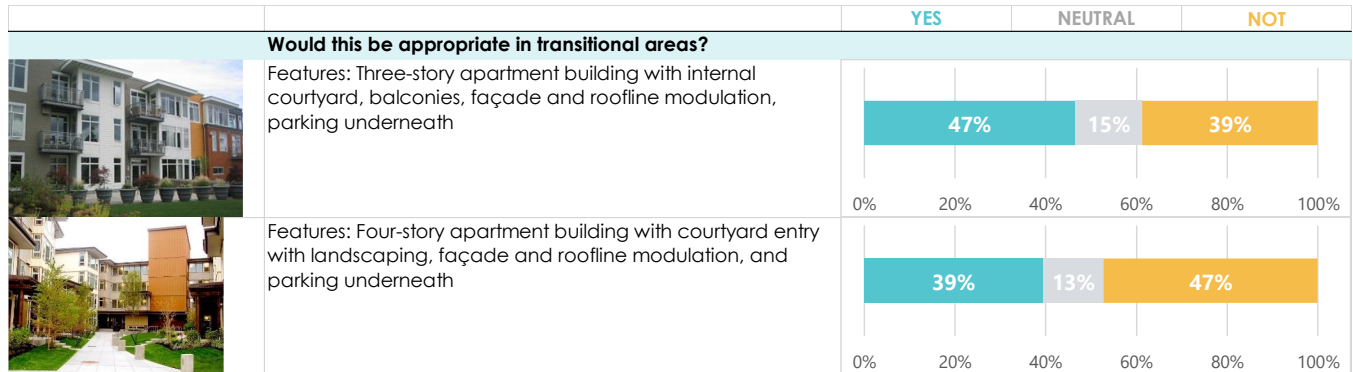 YES NEUTRAL NOT
Would this be appropriate in transitional areas?
Features: Three-story apartment building with internal
courtyard, balconies, façade and roofline modulation,
parking underneath
47% 15% 39%
0% 20% 40% 60% 80% 100%
Features: Four-story apartment building with courtyard entry
with landscaping, façade and roofline modulation, and
parking underneath
39% 13% 47%
0% 20% 40% 60% 80% 100%